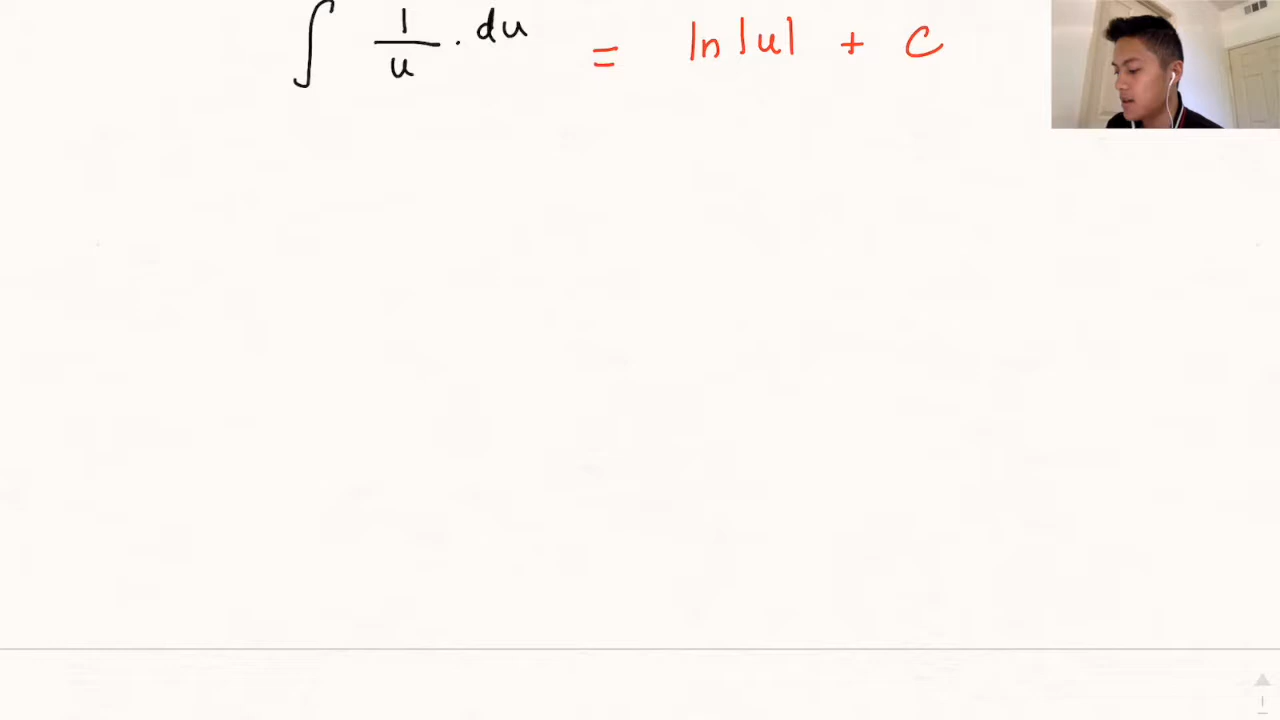 ∫ 1/u . du = ln |u| + C